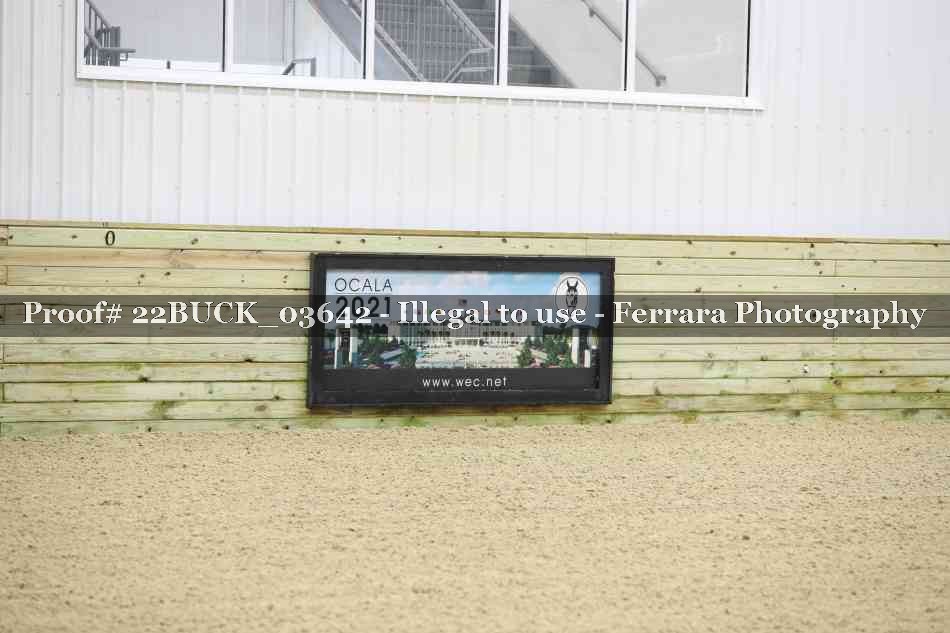 0
OCALA
2021
Proof# 22BUCK_03642 - Illegal to use - Ferrara Photography
www.wec.net